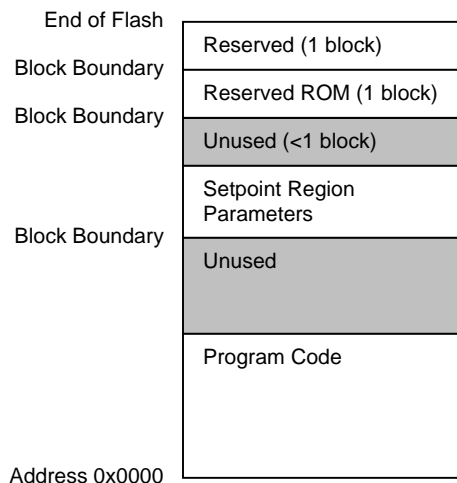 End of Flash
Reserved (1 block)
Block Boundary
Reserved ROM (1 block)
Block Boundary
Unused (<1 block)
Setpoint Region
Parameters
Block Boundary
Unused
Program Code
Address 0x0000